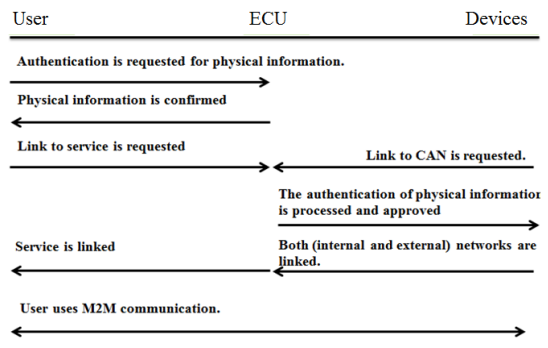 User ECU Devices
Authentication is requested for physical information.
Physical information is confirmed
Link to service is requested
Link to CAN is requested.
The authentication of physical information
is processed and approved
Service is linked
Both (internal and external) networks are
linked.
User uses M2M communication.